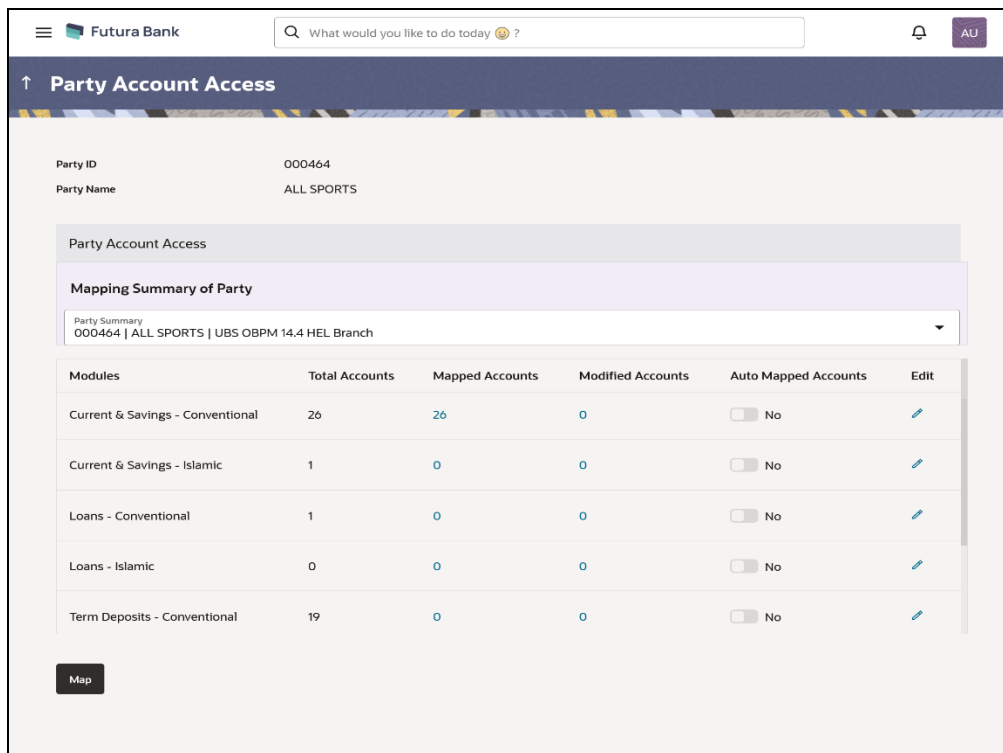 Futura Bank
What would you like to do today 😀 ?
AU
↑ Party Account Access
Party ID 000464
Party Name ALL SPORTS
Party Account Access
Mapping Summary of Party
Party Summary
000464 | ALL SPORTS | UBS OBPM 14.4 HEL Branch
Modules Total Accounts Mapped Accounts Modified Accounts Auto Mapped Accounts Edit
Current & Savings - Conventional 26 26 0 No
Current & Savings - Islamic 1 0 0 No
Loans - Conventional 1 0 0 No
Loans - Islamic 0 0 0 No
Term Deposits - Conventional 19 0 0 No
Map